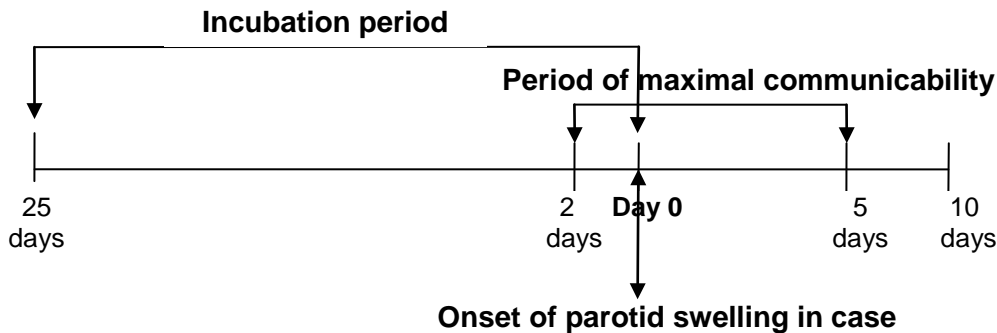 Incubation period
Period of maximal communicability
25
days
2
days
Day 0
5
days
10
days
Onset of parotid swelling in case